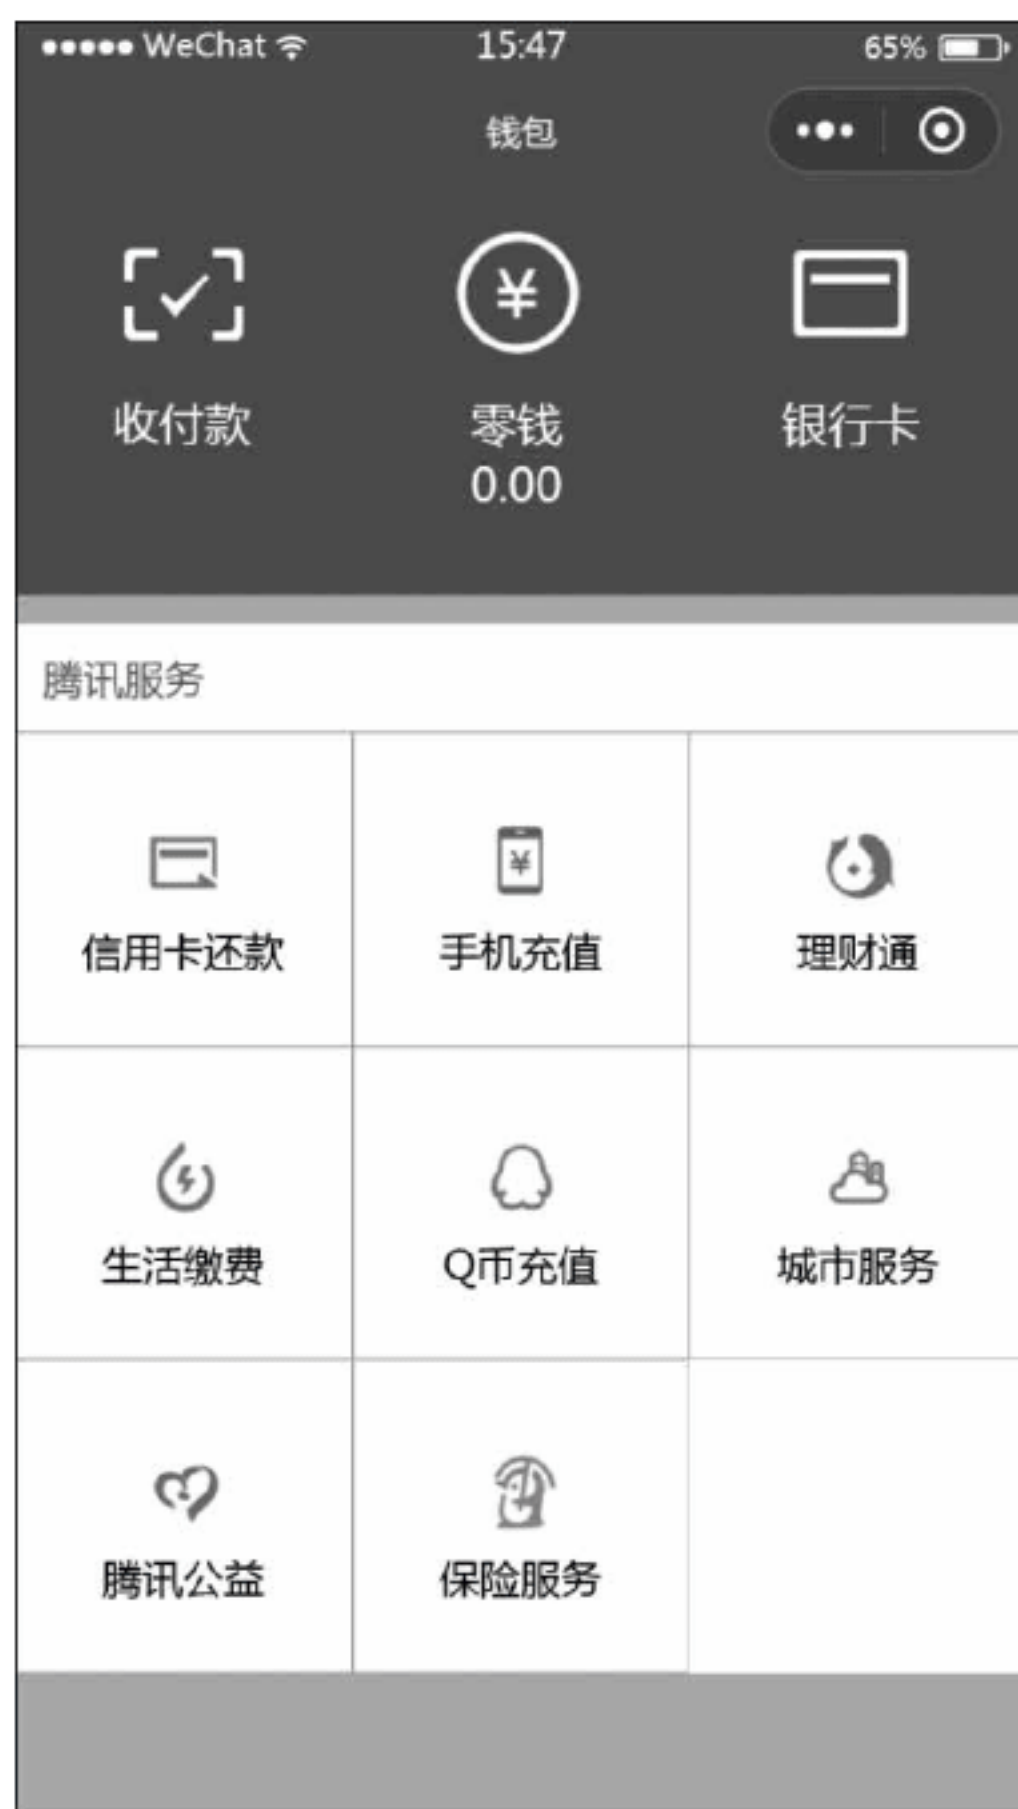 WeChat 15:47 65%
钱包
¥
收付款 零钱 银行卡
0.00
腾讯服务
¥
信用卡还款 手机充值 理财通
生活缴费 Q币充值 城市服务
腾讯公益 保险服务